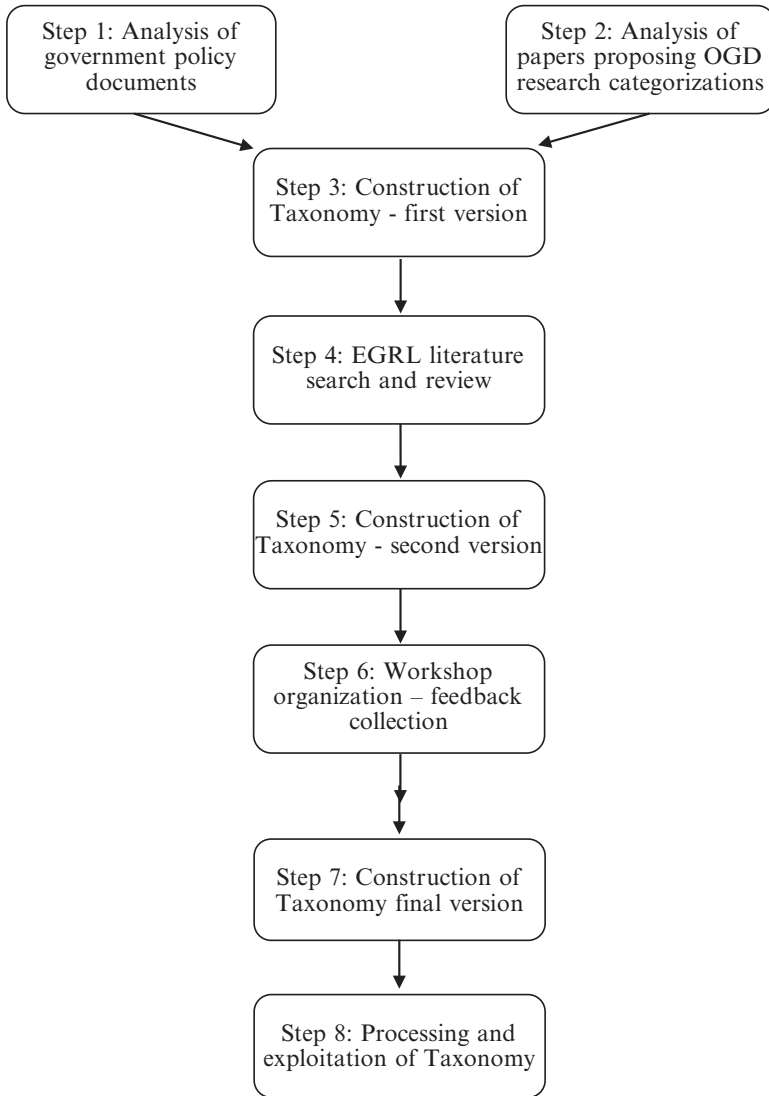 Step 1: Analysis of
government policy
documents
Step 2: Analysis of
papers proposing OGD
research categorizations
Step 3: Construction of
Taxonomy - first version
Step 4: EGRL literature
search and review
Step 5: Construction of
Taxonomy - second version
Step 6: Workshop
organization – feedback
collection
Step 7: Construction of
Taxonomy final version
Step 8: Processing and
exploitation of Taxonomy